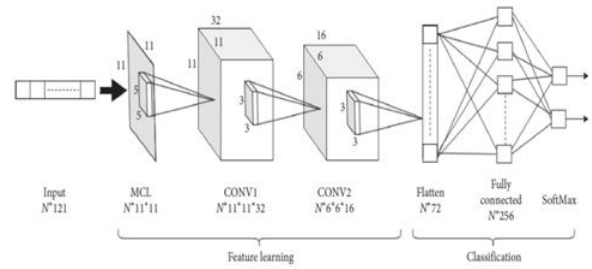 32
11
11
11
11
5
5
11
3
3
16
6
6
3
3
Input
N*121
MCL
N*11*11
CONV1
N*11*11*32
CONV2
N*6*6*16
Flatten
N*72
Fully
connected
N*256
SoftMax
Feature learning
Classification